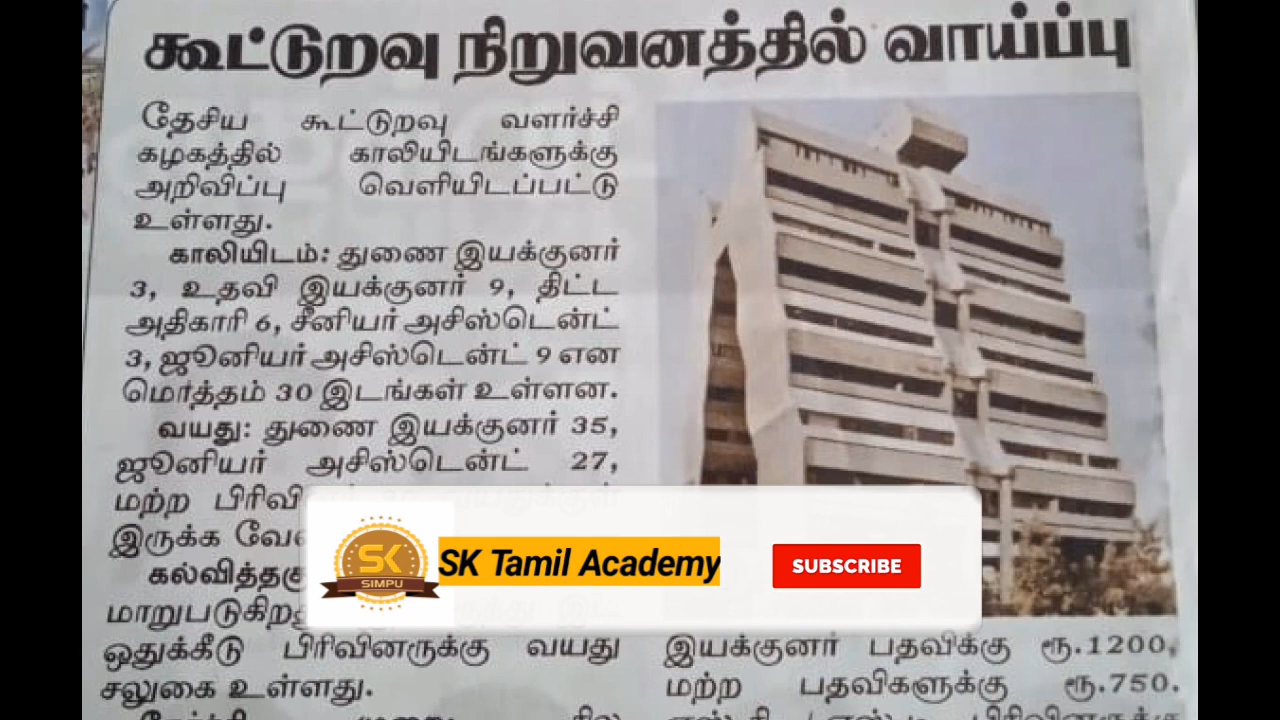 கூட்டுறவு நிறுவனத்தில் வாய்ப்பு
தேசிய கூட்டுறவு வளர்ச்சி
கழகத்தில் காலியிடங்களுக்கு
அறிவிப்பு வெளியிடப்பட்டு
உள்ளது.
காலியிடம்: துணை இயக்குனர்
3, உதவி இயக்குனர் 9, திட்ட
அதிகாரி 6, சீனியர் அசிஸ்டென்ட்
3, ஜூனியர் அசிஸ்டென்ட் 9 என
மொத்தம் 30 இடங்கள் உள்ளன.
வயது: துணை இயக்குனர் 35,
ஜூனியர் அசிஸ்டென்ட் 27,
மற்ற
இருக்க
ஒதுக்கீடு பிரிவினருக்கு வயது
சலுகை உள்ளது.
இயக்குனர் பதவிக்கு ரூ.1200,
மற்ற பதவிகளுக்கு ரூ.750.
SK
SIMPU
SK Tamil Academy
SUBSCRIBE